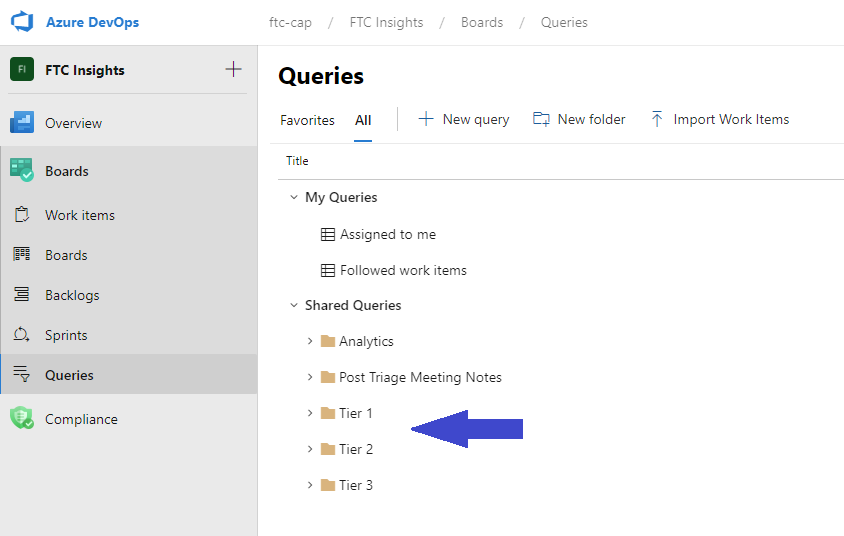 Azure DevOps
ftc-cap / FTC Insights / Boards / Queries
FI FTC Insights
Overview
Boards
Work items
Boards
Backlogs
Sprints
Queries
Compliance
Queries
Favorites All New query New folder Import Work Items
Title
My Queries
Assigned to me
Followed work items
Shared Queries
Analytics
Post Triage Meeting Notes
Tier 1
Tier 2
Tier 3